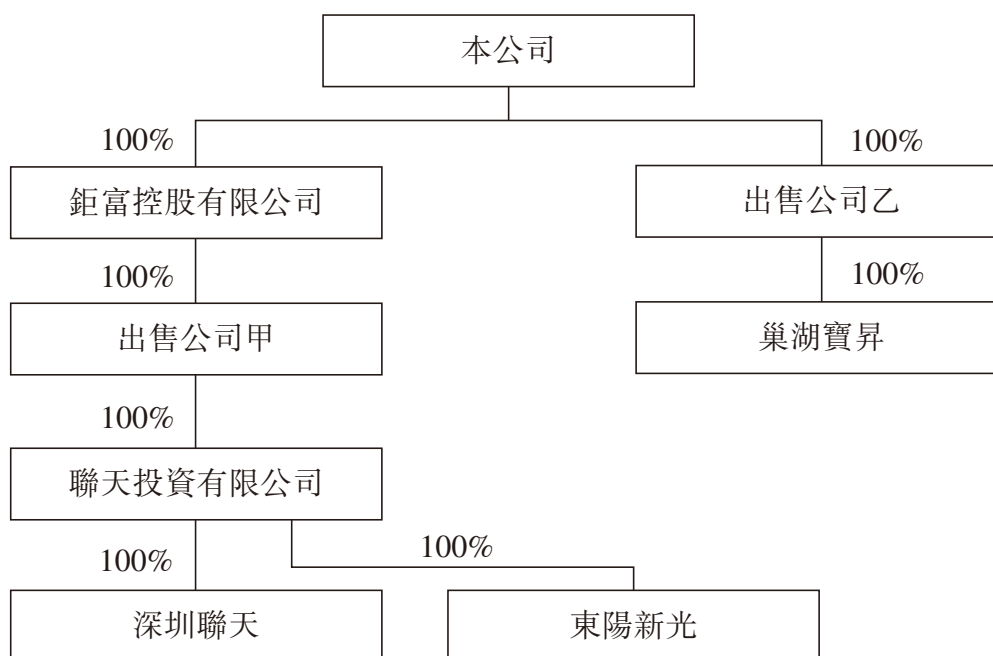 本公司
100%
100%
鉅富控股有限公司
出售公司乙
100%
100%
出售公司甲
巢湖寶昇
100%
聯天投資有限公司
100%
100%
深圳聯天
東陽新光